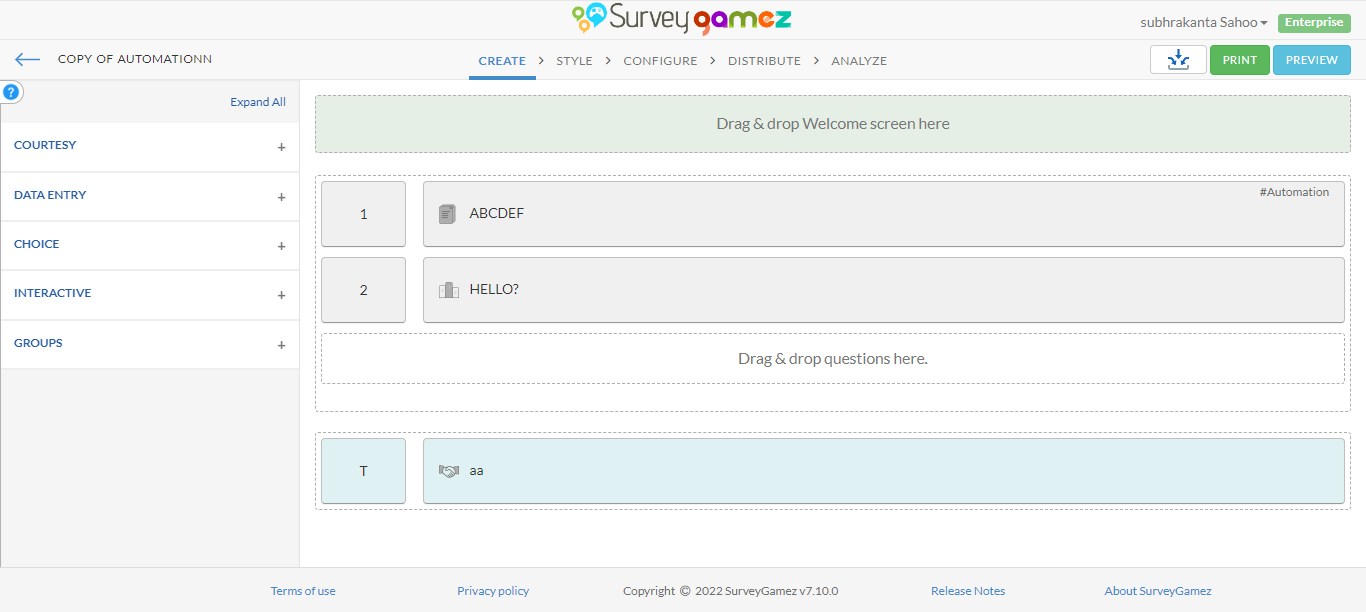 Survey gamez
subhrakanta Sahoo
Enterprise
COPY OF AUTOMATIONN
CREATE > STYLE > CONFIGURE > DISTRIBUTE > ANALYZE
PRINT
PREVIEW
?
Expand All
COURTESY +
DATA ENTRY +
CHOICE +
INTERACTIVE +
GROUPS +
Drag & drop Welcome screen here
#Automation
1 ABCDEF
2 HELLO?
Drag & drop questions here.
T aa
Terms of use
Privacy policy
Copyright © 2022 SurveyGamez v7.10.0
Release Notes
About SurveyGamez